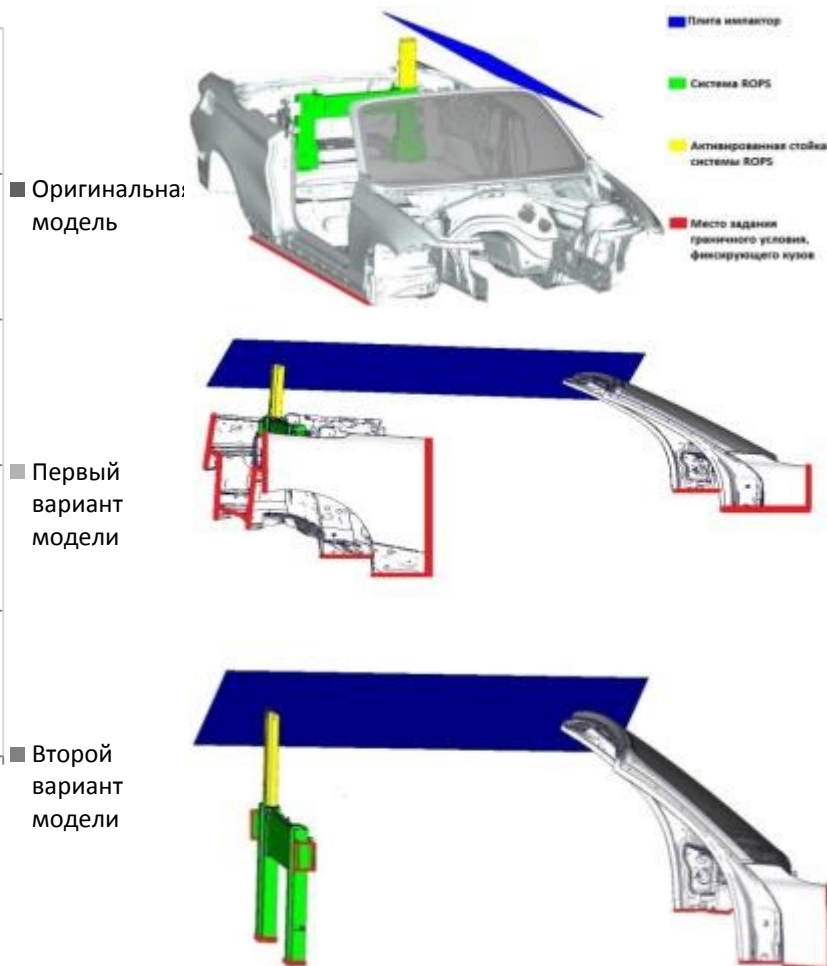 Плита импактор
Система ROPS
Активированная стойка
системы ROPS
Место задания
граничного условия,
фиксирующего кузов
Оригинальная
модель
Первый
вариант
модели
Второй
вариант
модели